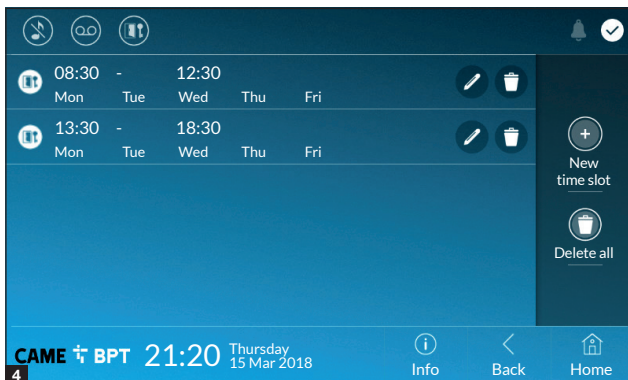 08:30 - 12:30
Mon Tue Wed Thu Fri
13:30 - 18:30
Mon Tue Wed Thu Fri
New
time slot
Delete all
CAME BPT 21:20 Thursday
15 Mar 2018
Info Back Home
4